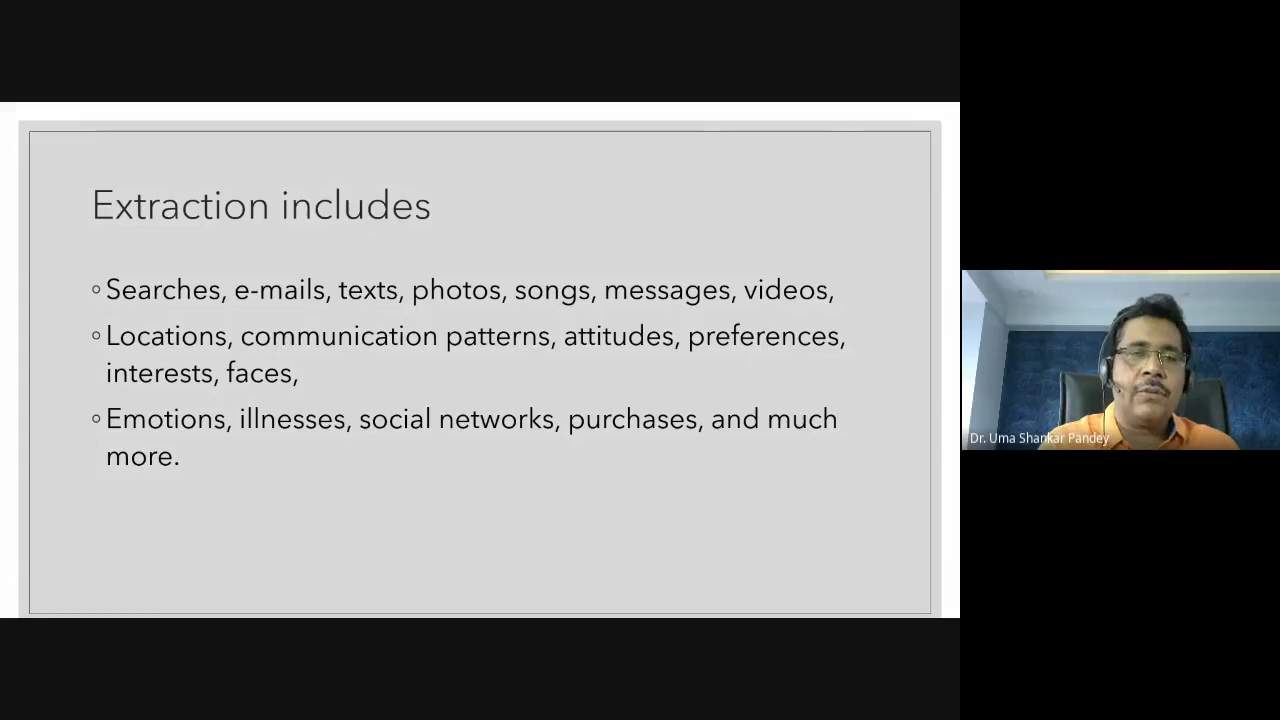 Extraction includes
◦Searches, e-mails, texts, photos, songs, messages, videos,
◦Locations, communication patterns, attitudes, preferences,
interests, faces,
◦Emotions, illnesses, social networks, purchases, and much
more.
Dr. Uma Shankar Pandey